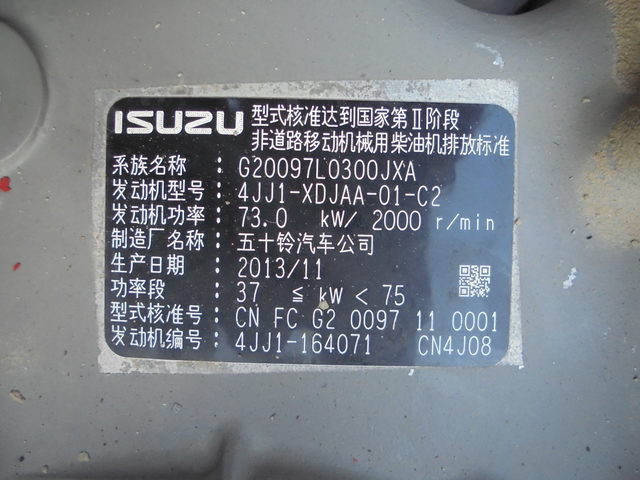 ISUZU 型式核准达到国家第Ⅱ阶段
非道路移动机械用柴油机排放标准
系族名称 : G20097L0300JXA
发动机型号 : 4JJ1-XDJAA-01-C2
发动机功率 : 73.0 kW/ 2000 r/min
制造厂名称 : 五十铃汽车公司
生产日期 : 2013/11
功率段 : 37 ≦ kW < 75
型式核准号 : CN FC G2 0097 11 0001
发动机编号 : 4JJ1-164071 CN4J08